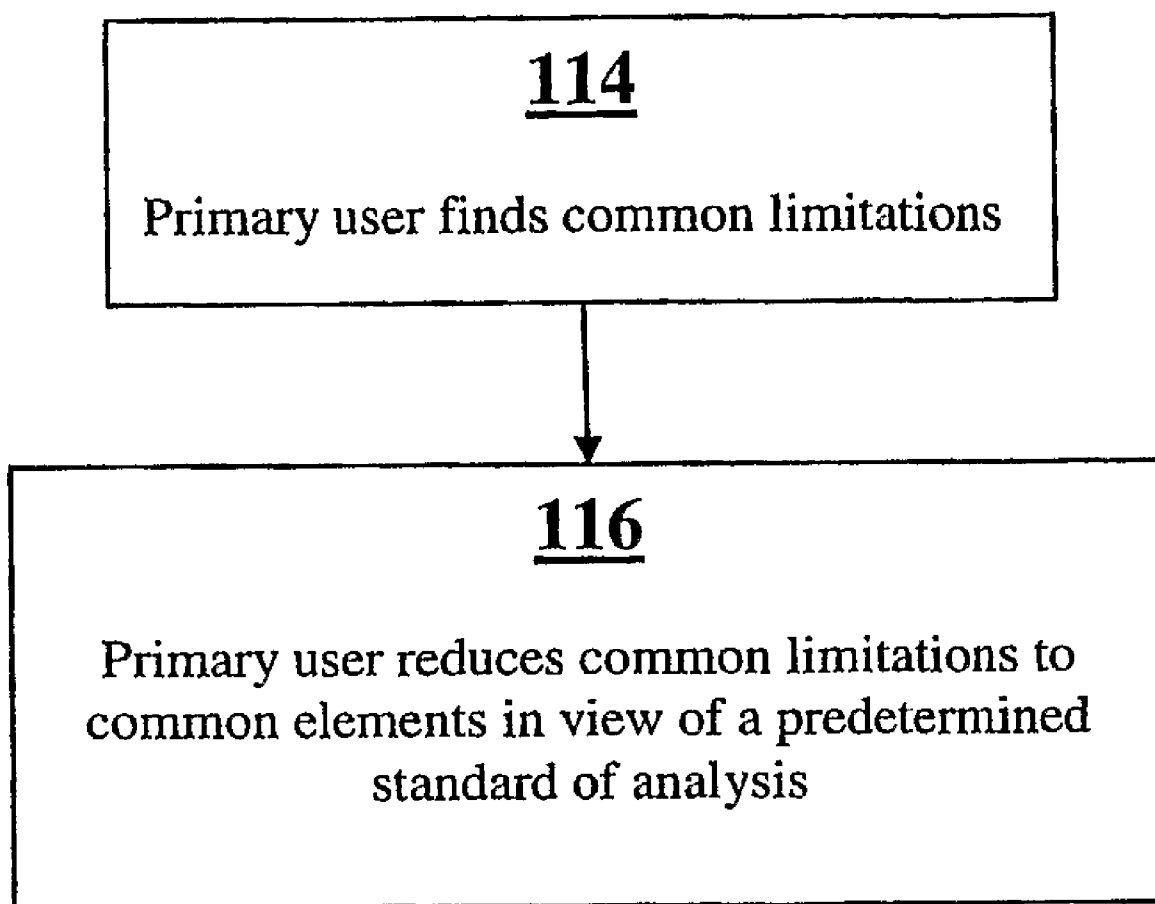 114
Primary user finds common limitations
116
Primary user reduces common limitations to
common elements in view of a predetermined
standard of analysis